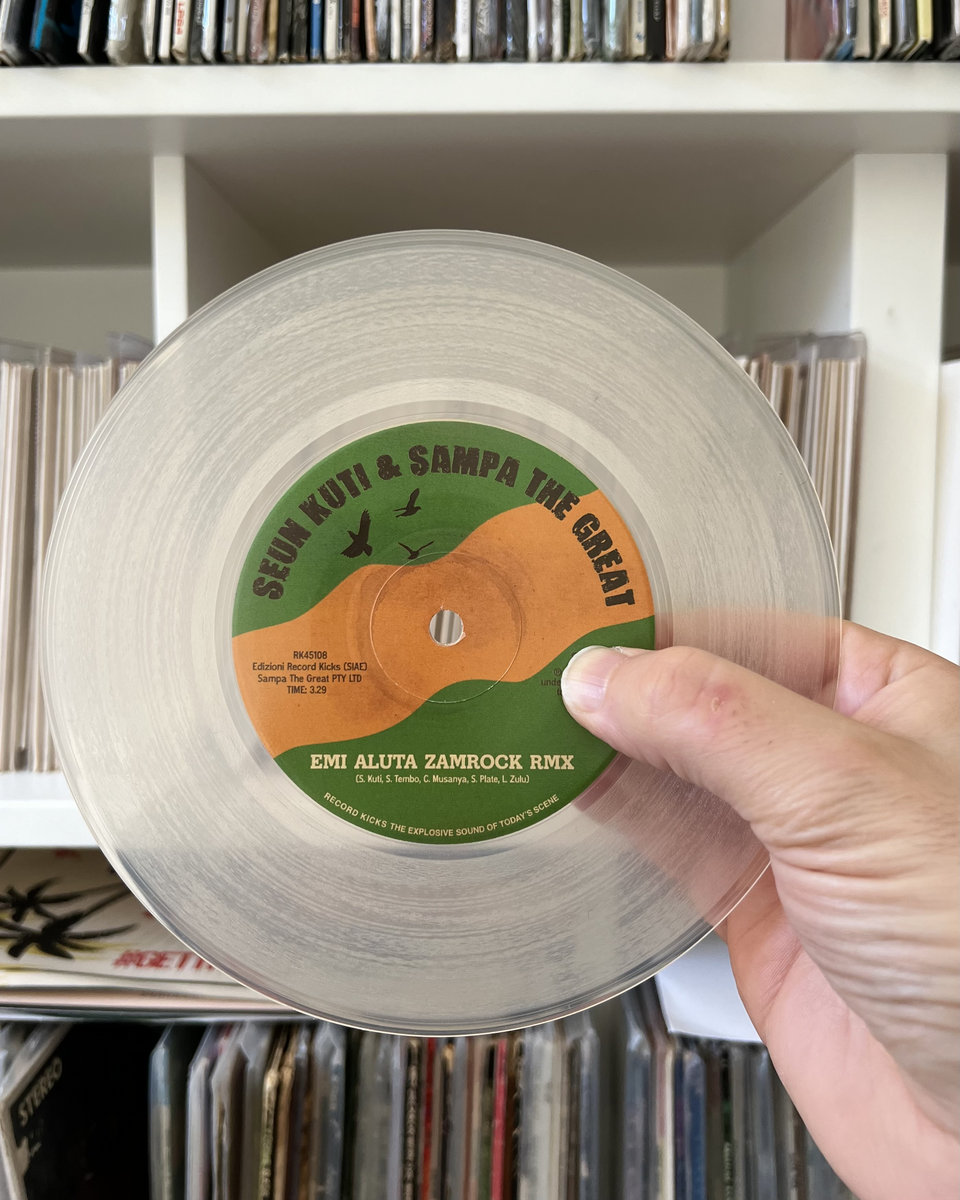 SEUN KUTI & SAMPA THE GREAT
RK45108
Edizioni Record Kicks (SIAE)
Sampa The Great PTY LTD
TIME: 3.29
EMI ALUTA ZAMROCK RMX
(S. Kuti, S. Tembo, C. Musanya, S. Plate, L. Zulu)
RECORD KICKS THE EXPLOSIVE SOUND OF TODAY'S SCENE
STEREO